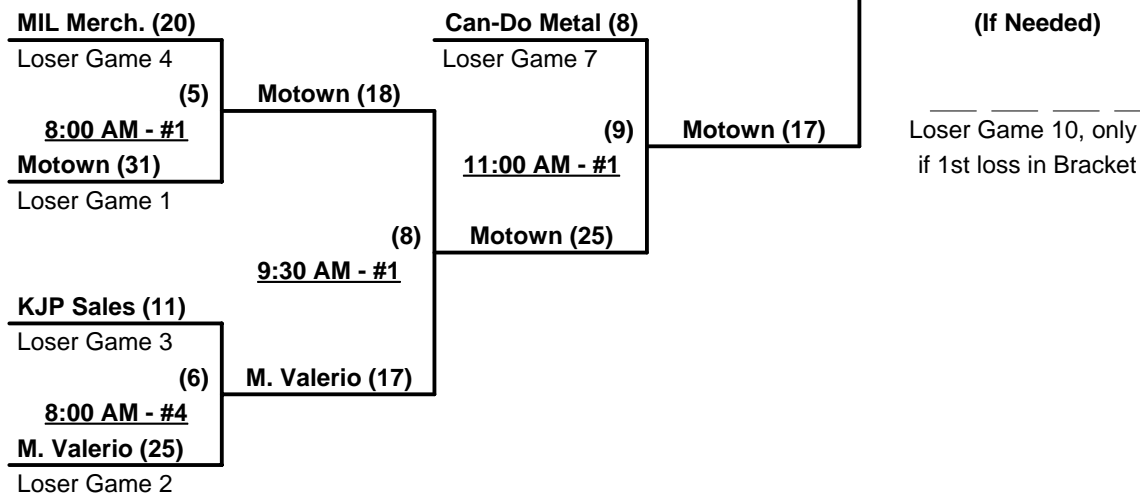 MIL Merch. (20)
Can-Do Metal (8)
(If Needed)
Loser Game 4
Loser Game 7
(5)
Motown (18)
8:00 AM - #1
(9)
Motown (17)
Loser Game 10, only
Motown (31)
11:00 AM - #1
if 1st loss in Bracket
Loser Game 1
(8)
Motown (25)
9:30 AM - #1
KJP Sales (11)
Loser Game 3
(6)
M. Valerio (17)
8:00 AM - #4
M. Valerio (25)
Loser Game 2